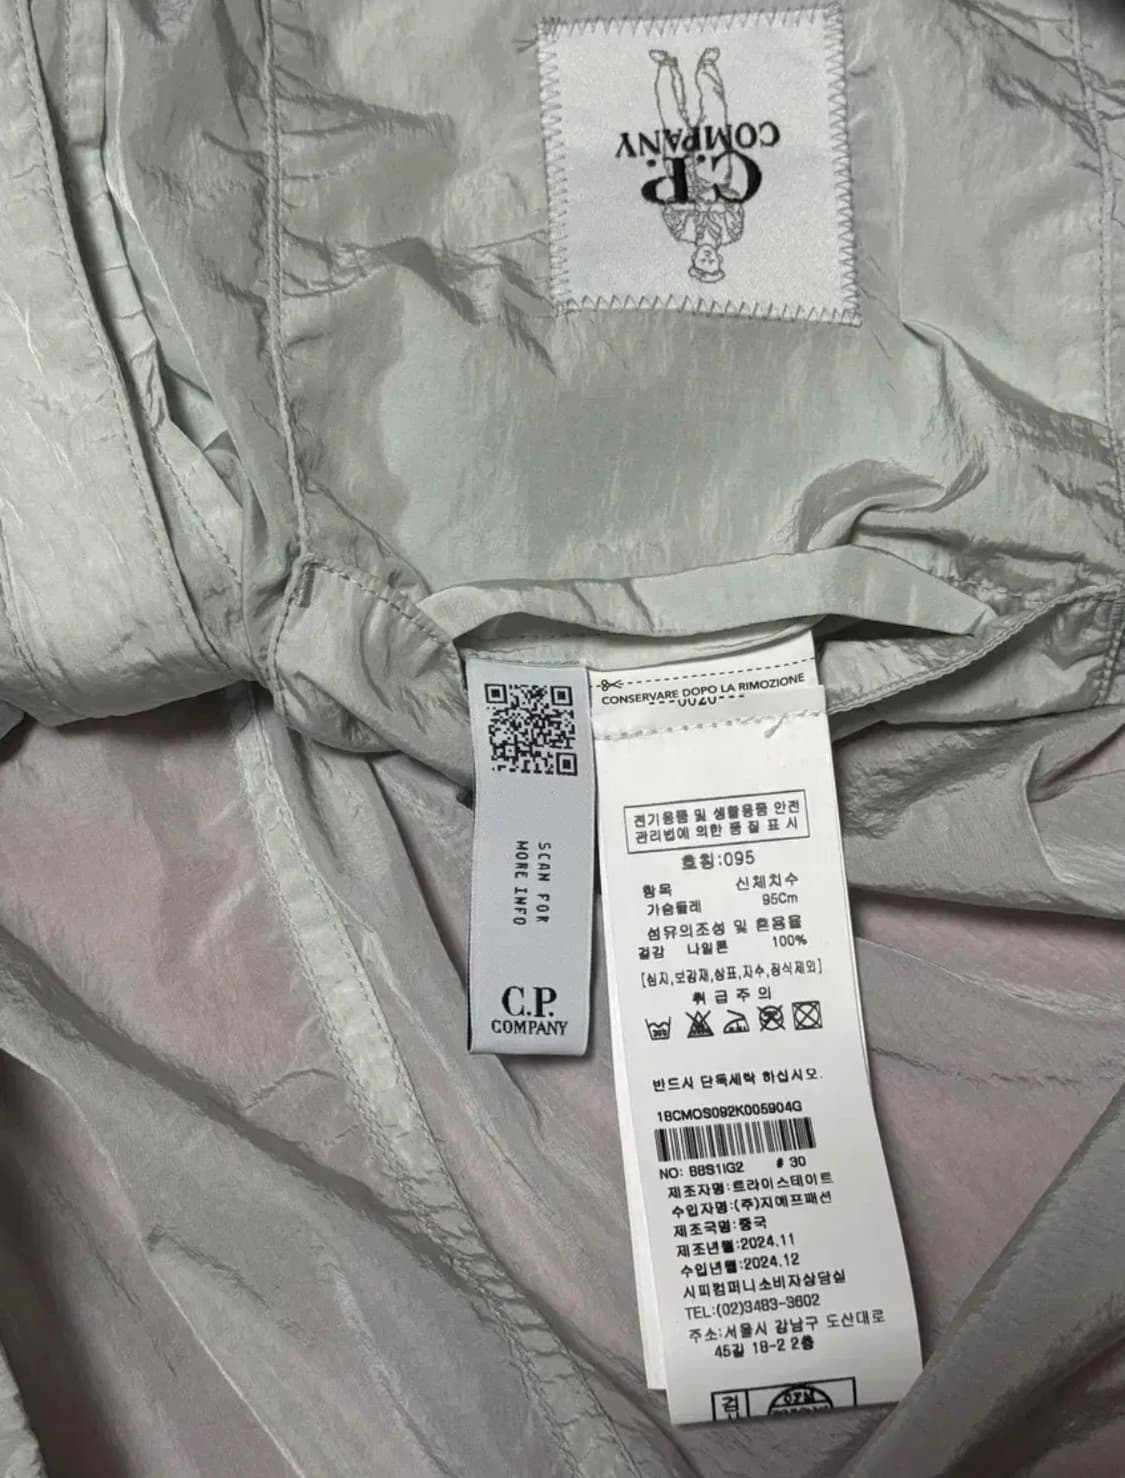 C.P.
COMPANY
SCAN FOR
MORE INFO
C.P.
COMPANY
CONSERVARE DOPO LA RIMOZIONE
전기용품 및 생활용품 안전
관리법에 의한 품질표시
호칭:095
항목 신체치수
가슴둘레 95Cm
섬유의조성 및 혼용율
겉감 나일론 100%
[심지,보강재,상표,자수,장식제외]
취급주의
반드시 단독세탁 하십시오.
18CMOS092K005904G
NO: B8S1IG2 # 30
제조자명:트라이스테이트
수입자명:(주)지에프패션
제조국명:중국
제조년월:2024.11
수입년월:2024.12
시피컴퍼니소비자상담실
TEL:(02)3483-3602
주소:서울시 강남구 도산대로
45길 18-2 2층